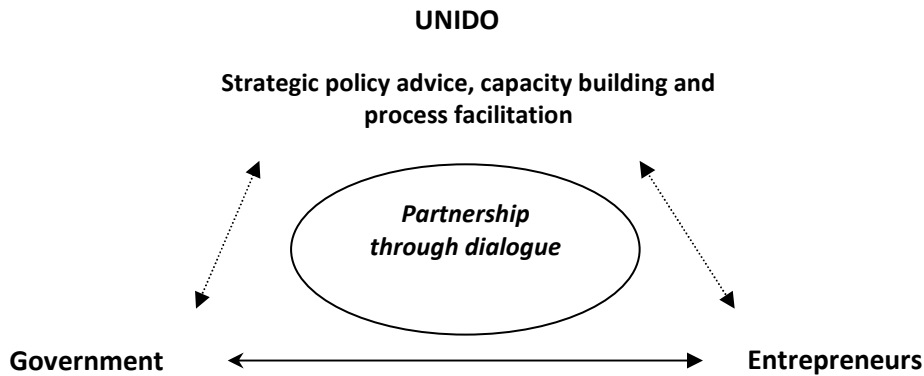 UNIDO
Strategic policy advice, capacity building and
process facilitation
Partnership
through dialogue
Government
Entrepreneurs